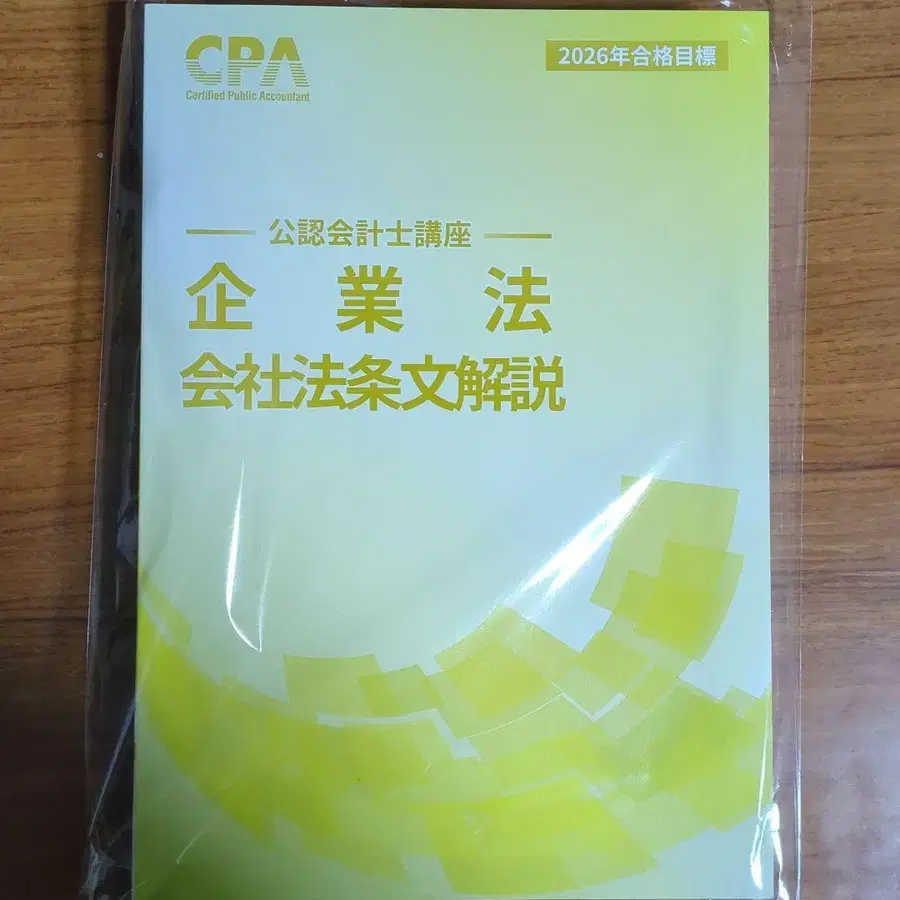 CPA
Certified Public Accountant
2026年合格目標
公認会計士講座
企業法
会社法条文解説